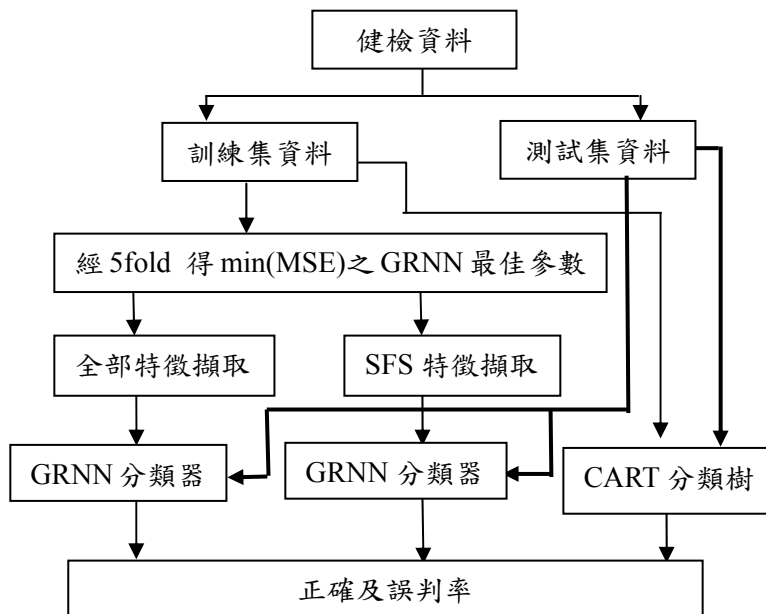 健檢資料
訓練集資料
測試集資料
經 5fold 得 min(MSE)之 GRNN 最佳參數
全部特徵擷取
SFS 特徵擷取
GRNN 分類器
GRNN 分類器
CART 分類樹
正確及誤判率